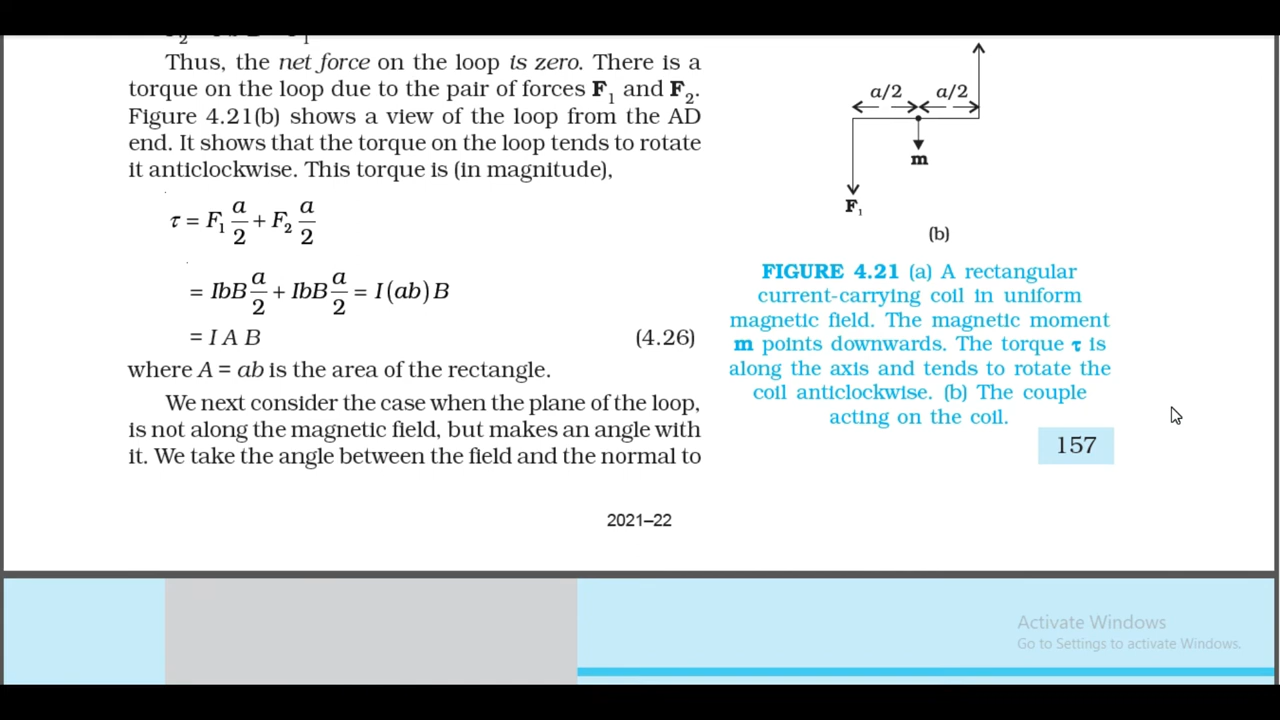 Thus, the net force on the loop is zero. There is a
torque on the loop due to the pair of forces F₁ and F₂.
Figure 4.21(b) shows a view of the loop from the AD
end. It shows that the torque on the loop tends to rotate
it anticlockwise. This torque is (in magnitude),
τ = F₁ a/2 + F₂ a/2
= IbB a/2 + IbB a/2 = I(ab)B
= I A B (4.26)
where A = ab is the area of the rectangle.
We next consider the case when the plane of the loop,
is not along the magnetic field, but makes an angle with
it. We take the angle between the field and the normal to
a/2 a/2
m
F₁
(b)
FIGURE 4.21 (a) A rectangular
current-carrying coil in uniform
magnetic field. The magnetic moment
m points downwards. The torque τ is
along the axis and tends to rotate the
coil anticlockwise. (b) The couple
acting on the coil.
157
2021–22
Activate Windows
Go to Settings to activate Windows.